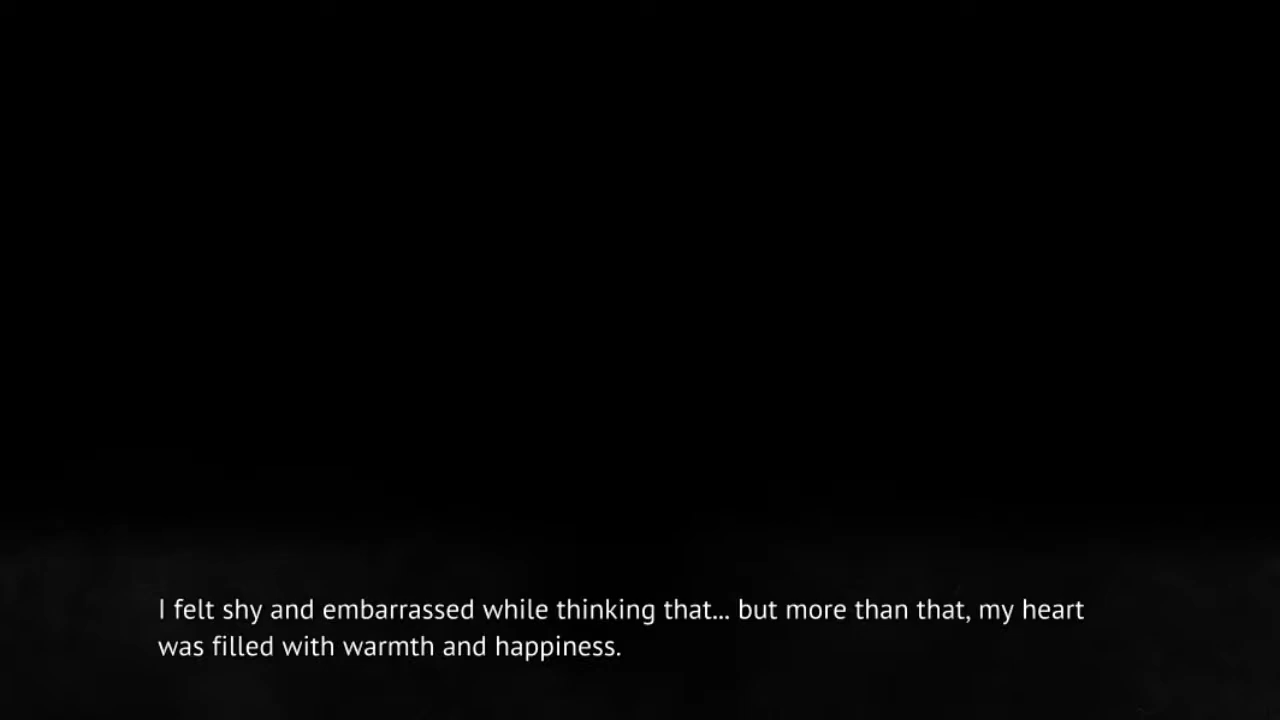 I felt shy and embarrassed while thinking that... but more than that, my heart
was filled with warmth and happiness.